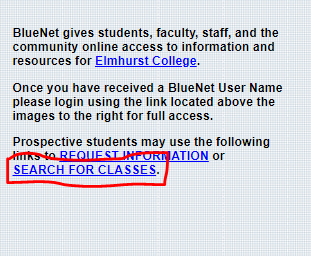 BlueNet gives students, faculty, staff, and the
community online access to information and
resources for Elmhurst College.
Once you have received a BlueNet User Name
please login using the link located above the
images to the right for full access.
Prospective students may use the following
links to REQUEST INFORMATION or
SEARCH FOR CLASSES.